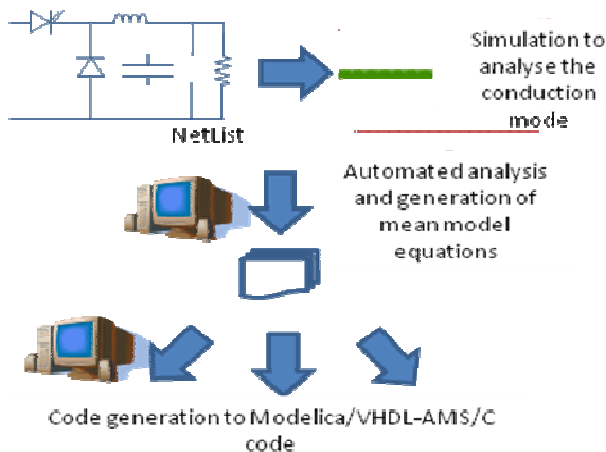 Simulation to
analyse the
conduction
mode
NetList
Automated analysis
and generation of
mean model
equations
Code generation to Modelica/VHDL-AMS/C
code